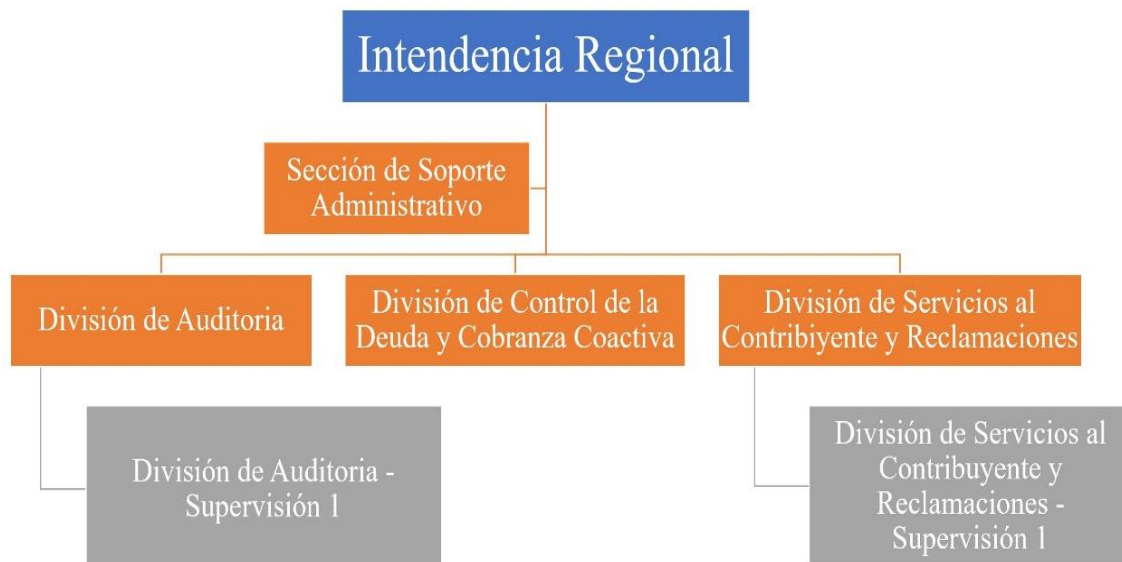 Intendencia Regional
Sección de Soporte
Administrativo
División de Auditoria
División de Control de la
Deuda y Cobranza Coactiva
División de Servicios al
Contribiyente y Reclamaciones
División de Auditoria -
Supervisión 1
División de Servicios al
Contribuyente y
Reclamaciones -
Supervisión 1